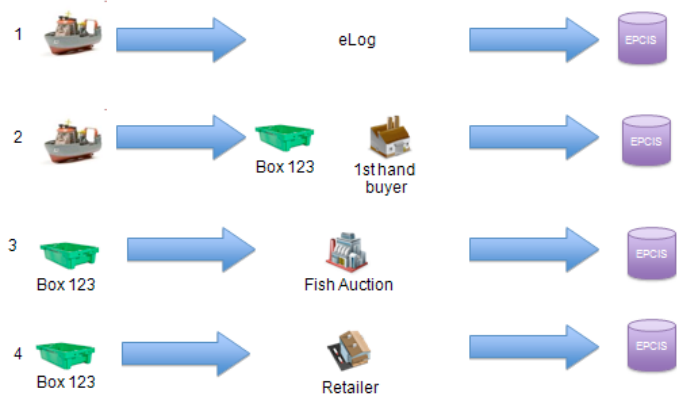 1
eLog
EPCIS
2
Box 123
1st hand
buyer
EPCIS
3
Box 123
Fish Auction
EPCIS
4
Box 123
Retailer
EPCIS